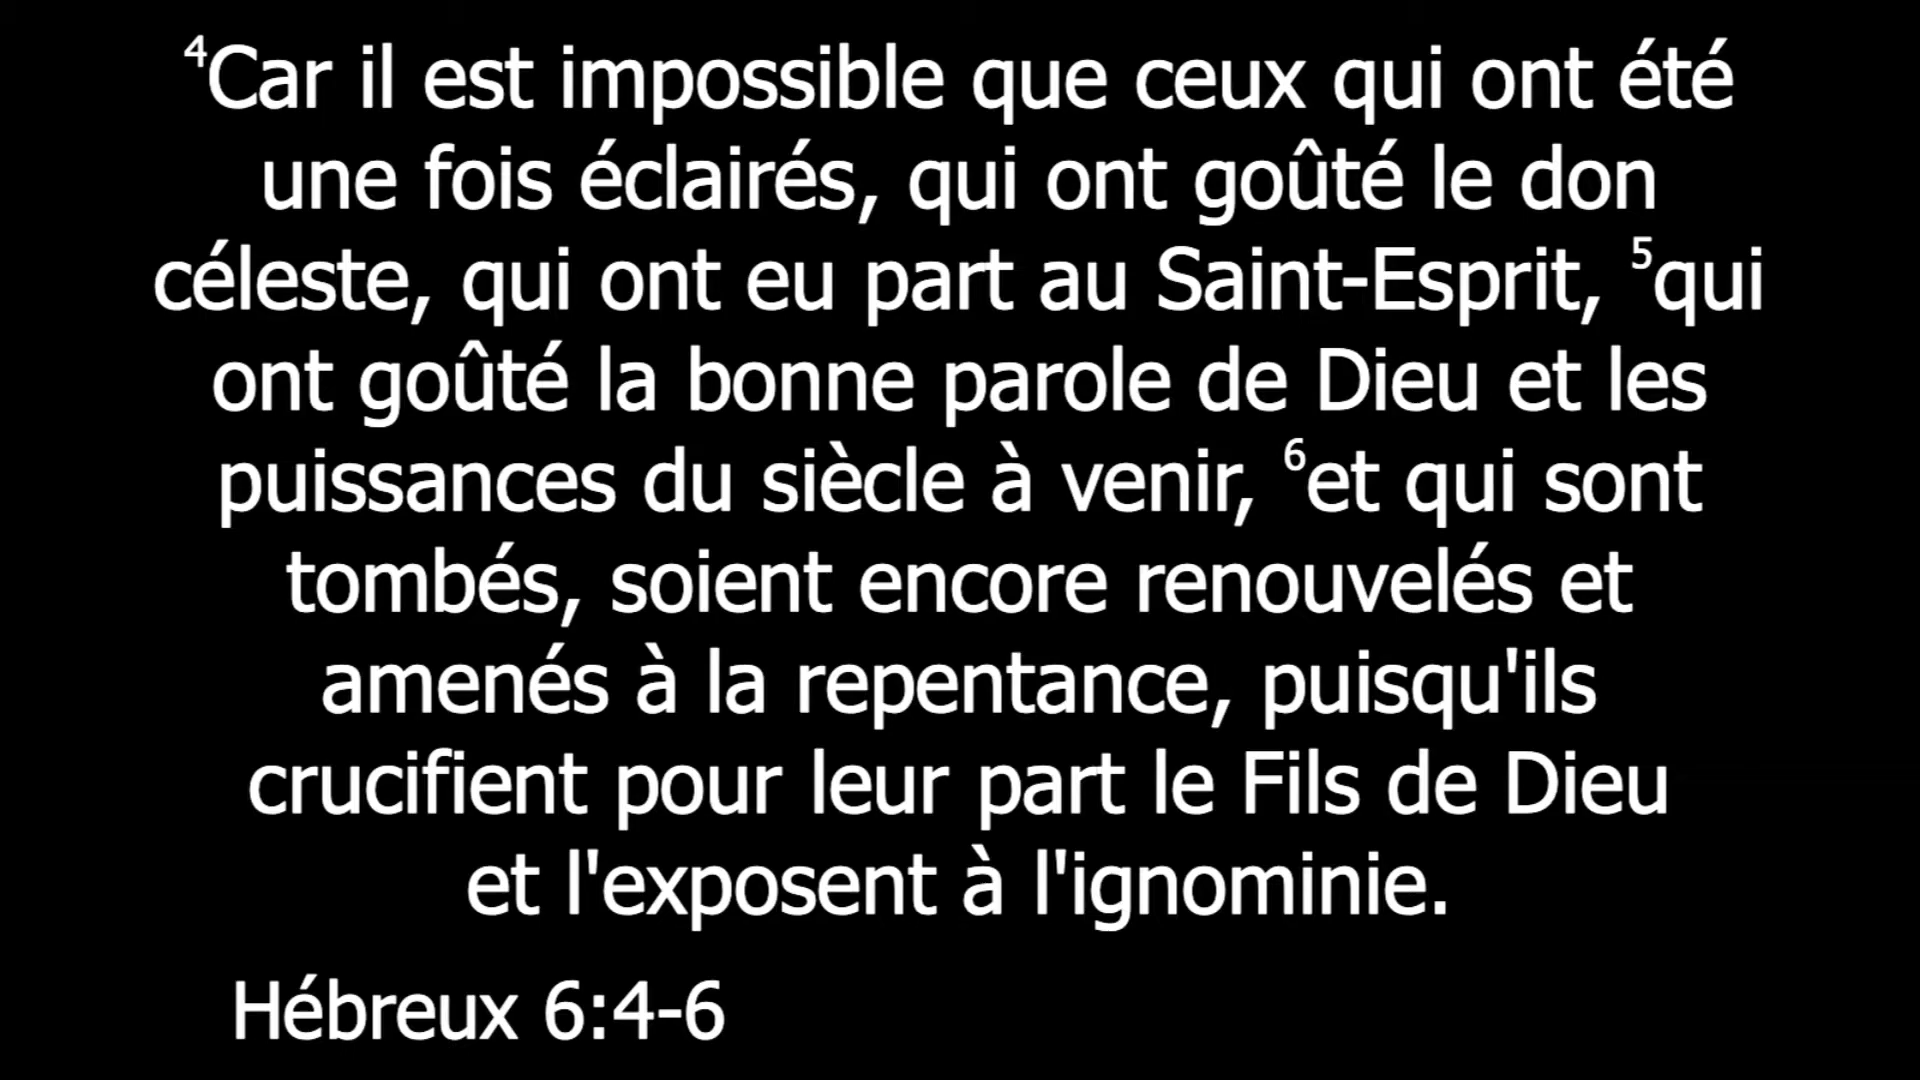 ⁴Car il est impossible que ceux qui ont été
une fois éclairés, qui ont goûté le don
céleste, qui ont eu part au Saint-Esprit, ⁵qui
ont goûté la bonne parole de Dieu et les
puissances du siècle à venir, ⁶et qui sont
tombés, soient encore renouvelés et
amenés à la repentance, puisqu'ils
crucifient pour leur part le Fils de Dieu
et l'exposent à l'ignominie.
Hébreux 6:4-6